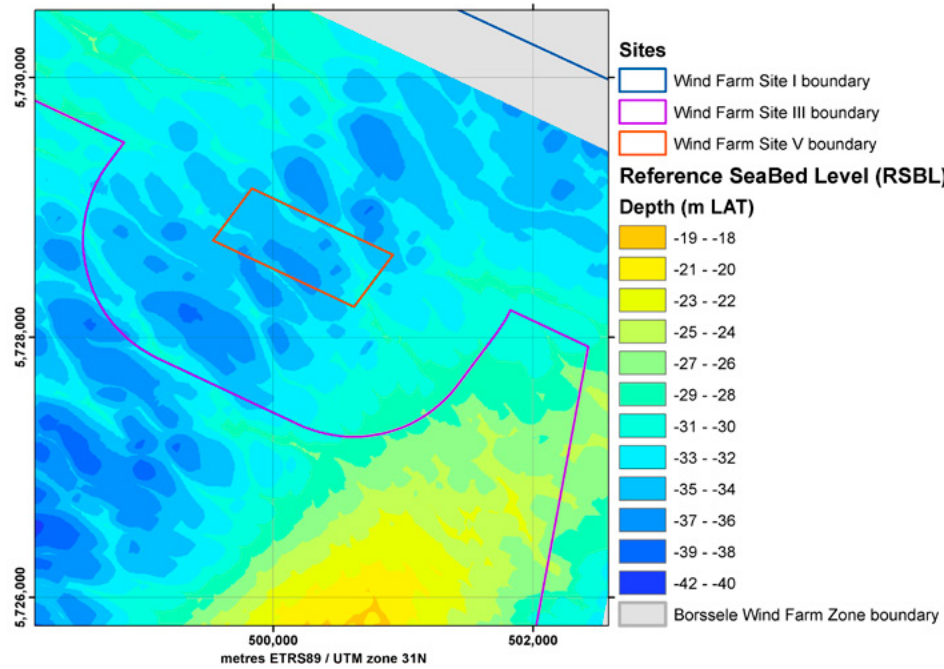 5,730,000
5,728,000
5,726,000
500,000
502,000
metres ETRS89 / UTM zone 31N
Sites
Wind Farm Site I boundary
Wind Farm Site III boundary
Wind Farm Site V boundary
Reference SeaBed Level (RSBL)
Depth (m LAT)
-19 - -18
-21 - -20
-23 - -22
-25 - -24
-27 - -26
-29 - -28
-31 - -30
-33 - -32
-35 - -34
-37 - -36
-39 - -38
-42 - -40
Borssele Wind Farm Zone boundary